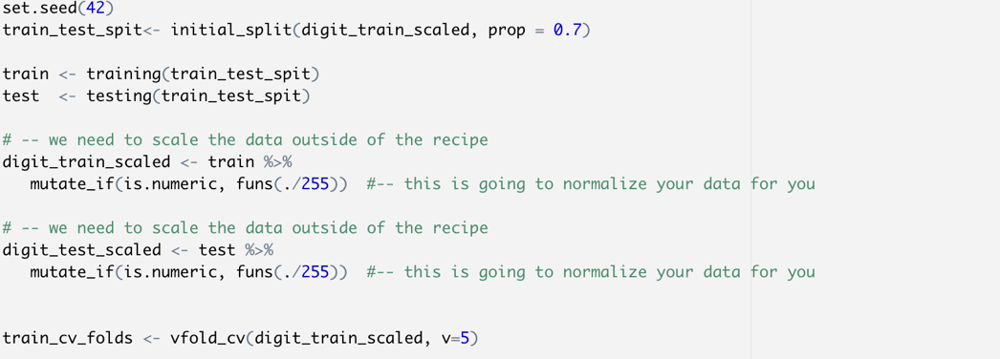 set.seed(42)
train_test_spit<- initial_split(digit_train_scaled, prop = 0.7)
train <- training(train_test_spit)
test  <- testing(train_test_spit)
# -- we need to scale the data outside of the recipe
digit_train_scaled <- train %>%
   mutate_if(is.numeric, funs(./255))  #-- this is going to normalize your data for you
# -- we need to scale the data outside of the recipe
digit_test_scaled <- test %>%
   mutate_if(is.numeric, funs(./255))  #-- this is going to normalize your data for you
train_cv_folds <- vfold_cv(digit_train_scaled, v=5)